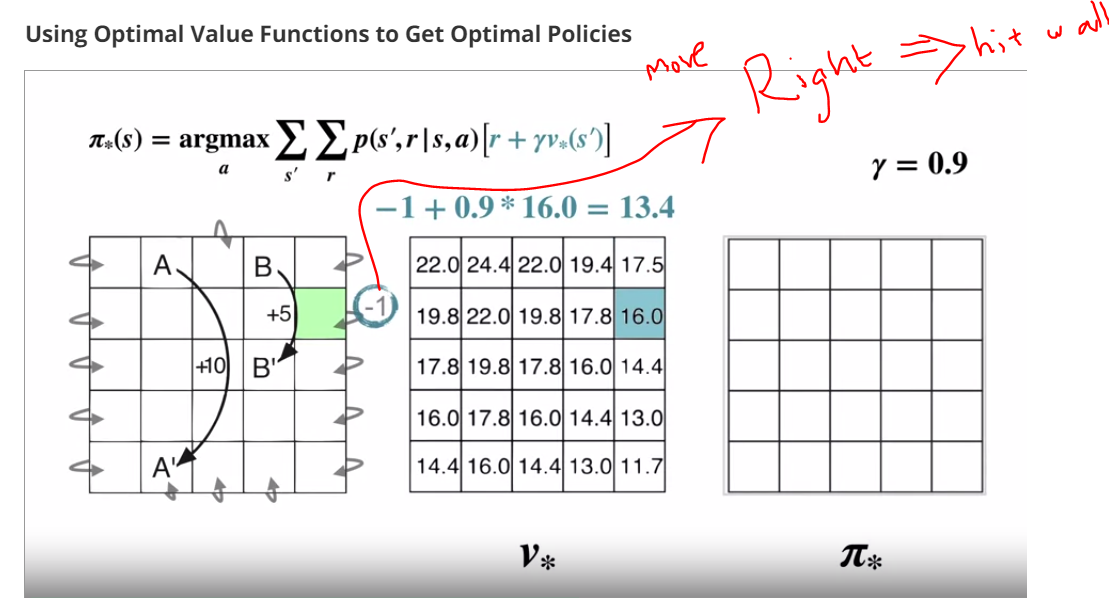 Using Optimal Value Functions to Get Optimal Policies
move Right ⇒ hit wall
π*(s) = argmax ∑ ∑ p(s′, r | s, a) [r + γv*(s′)]
a s′ r
γ = 0.9
−1 + 0.9 * 16.0 = 13.4
A B
+5
-1
+10 B'
A'
22.0 24.4 22.0 19.4 17.5
19.8 22.0 19.8 17.8 16.0
17.8 19.8 17.8 16.0 14.4
16.0 17.8 16.0 14.4 13.0
14.4 16.0 14.4 13.0 11.7
v* π*